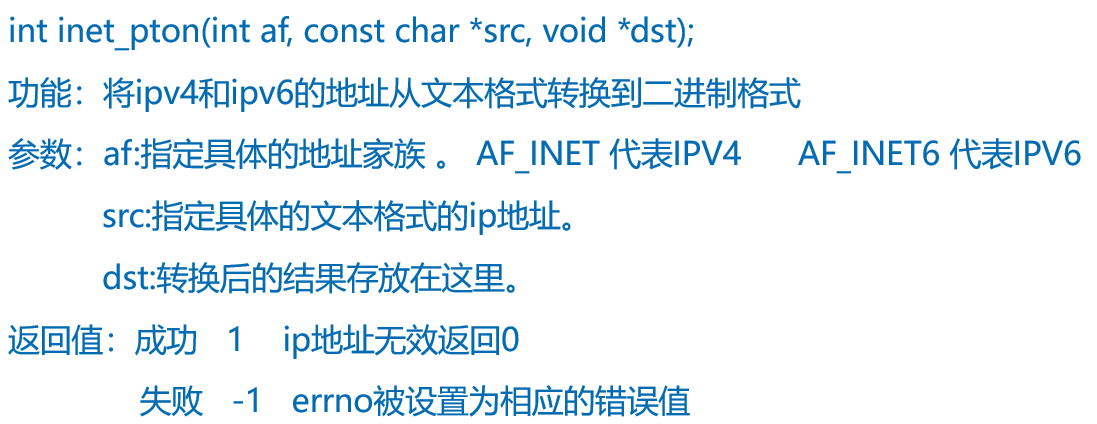 int inet_pton(int af, const char *src, void *dst);
功能：将ipv4和ipv6的地址从文本格式转换到二进制格式
参数：af:指定具体的地址家族 。 AF_INET 代表IPV4 AF_INET6 代表IPV6
src:指定具体的文本格式的ip地址。
dst:转换后的结果存放在这里。
返回值：成功 1 ip地址无效返回0
失败 -1 errno被设置为相应的错误值